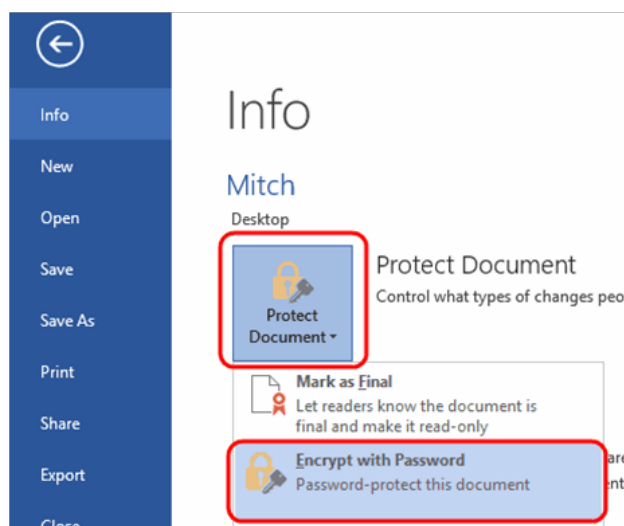 Info
New
Open
Save
Save As
Print
Share
Export
Close
Info
Mitch
Desktop
Protect
Document
Protect Document
Control what types of changes peo
Mark as Final
Let readers know the document is
final and make it read-only
Encrypt with Password
Password-protect this document